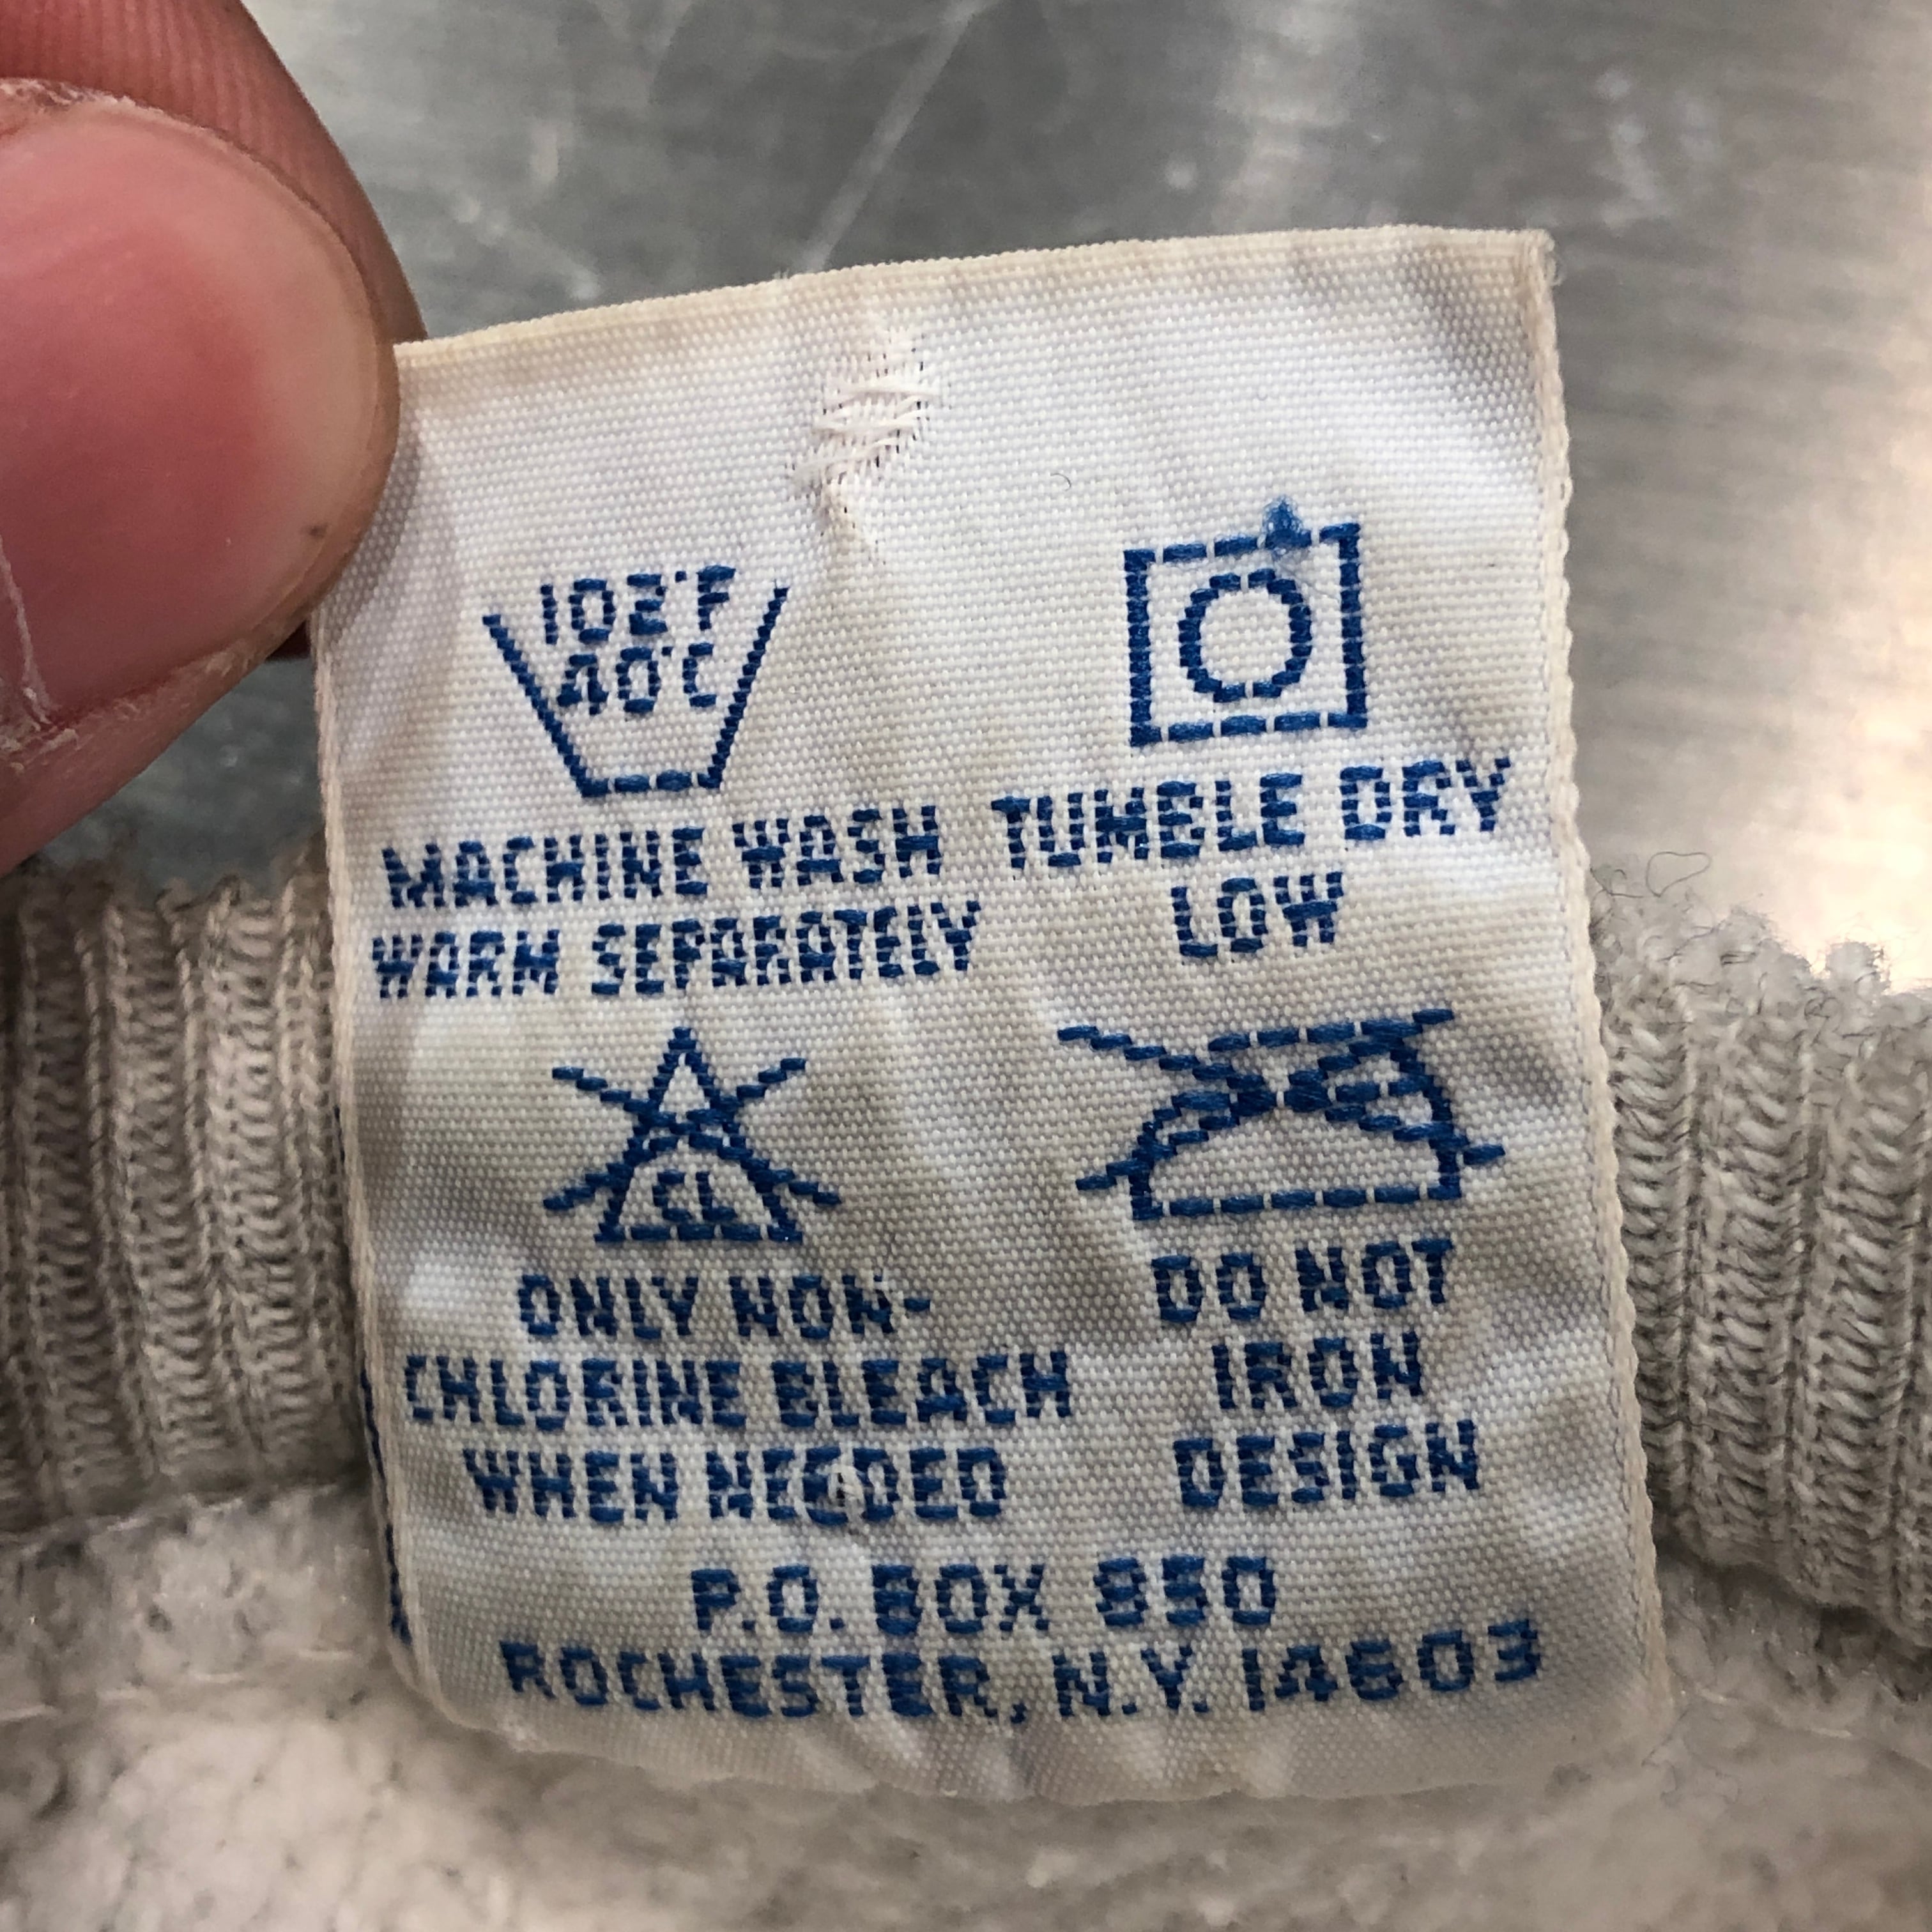 102°F
40°C
MACHINE WASH
WARM SEPARATELY
TUMBLE DRY
LOW
CL
ONLY NON-
CHLORINE BLEACH
WHEN NEEDED
DO NOT
IRON
DESIGN
P.O. BOX 850
ROCHESTER, N.Y. 14603